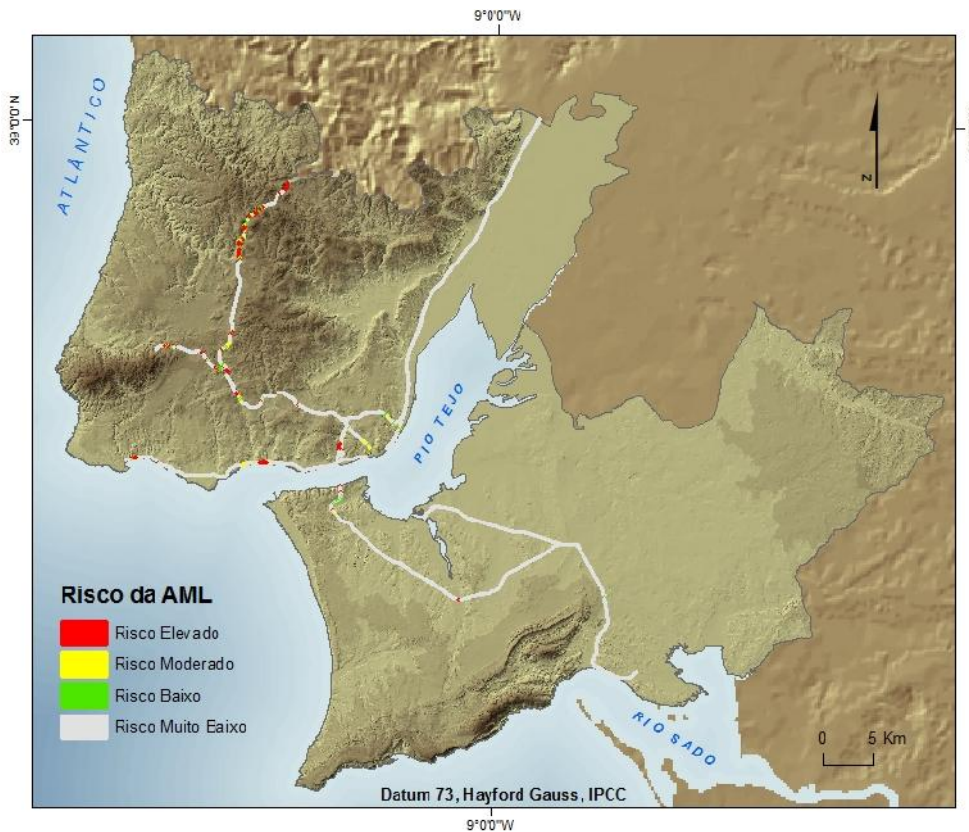 9°0'0"W
39°0'0"N
ATLÂNTICO
N
RIO TEJO
Risco da AML
Risco Elevado
Risco Moderado
Risco Baixo
Risco Muito Eaixo
RIO SADO
0 5 Km
Datum 73, Hayford Gauss, IPCC
9°0'0"W